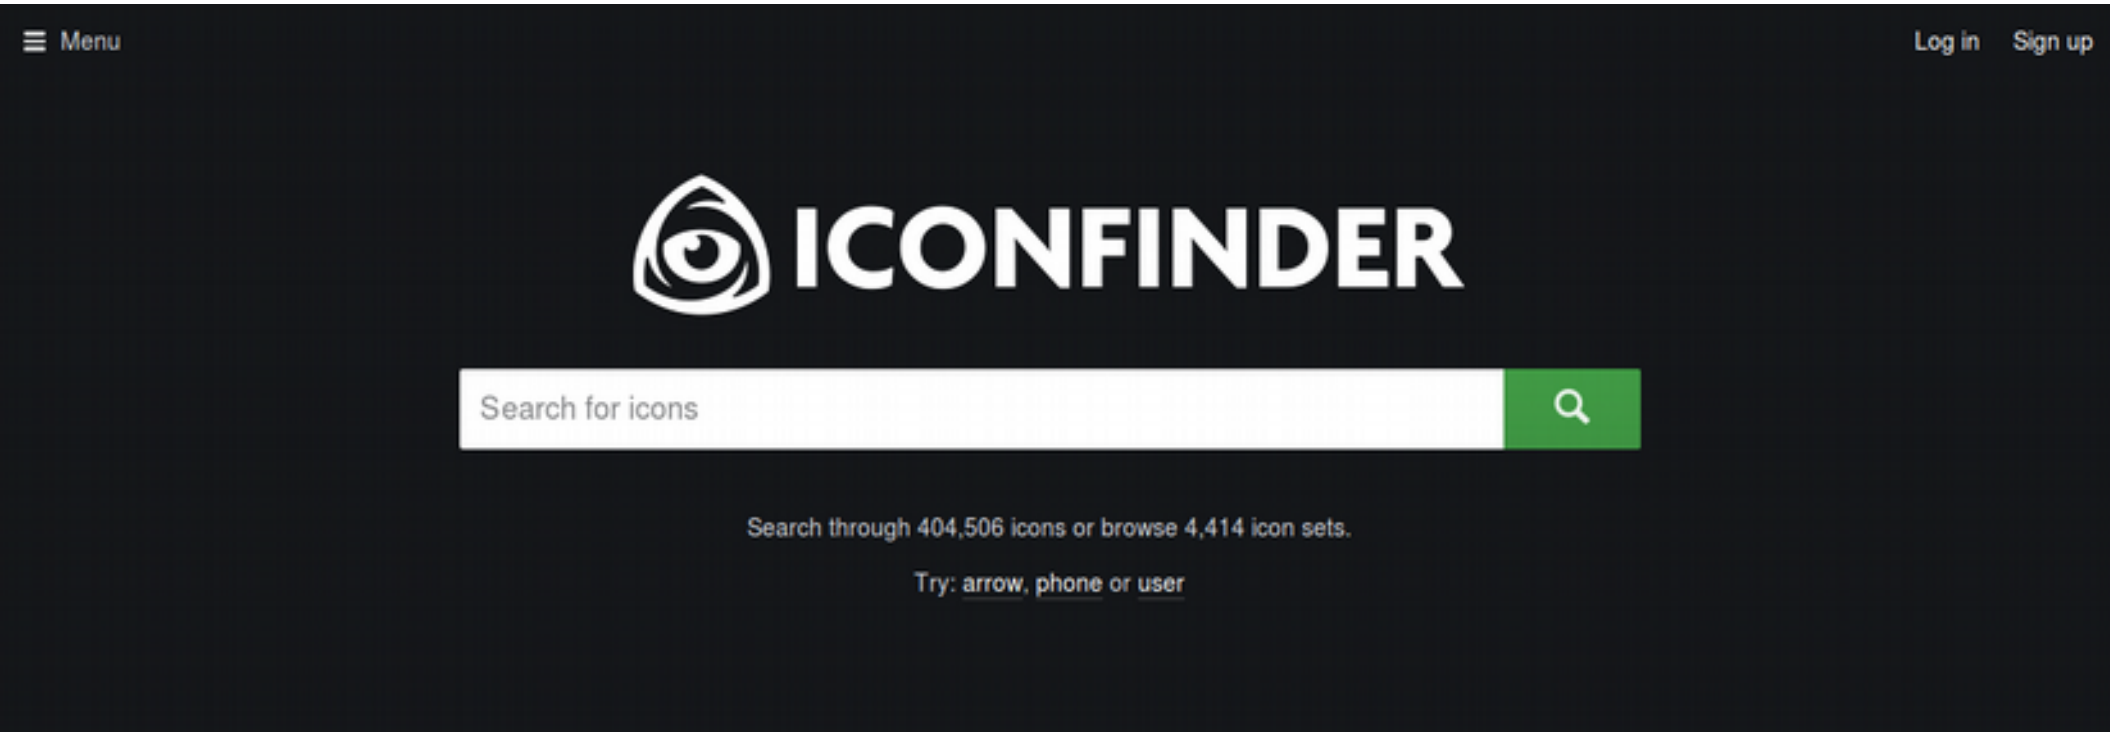 Menu
Log in Sign up
ICONFINDER
Search for icons
Search through 404,506 icons or browse 4,414 icon sets.
Try: arrow, phone or user